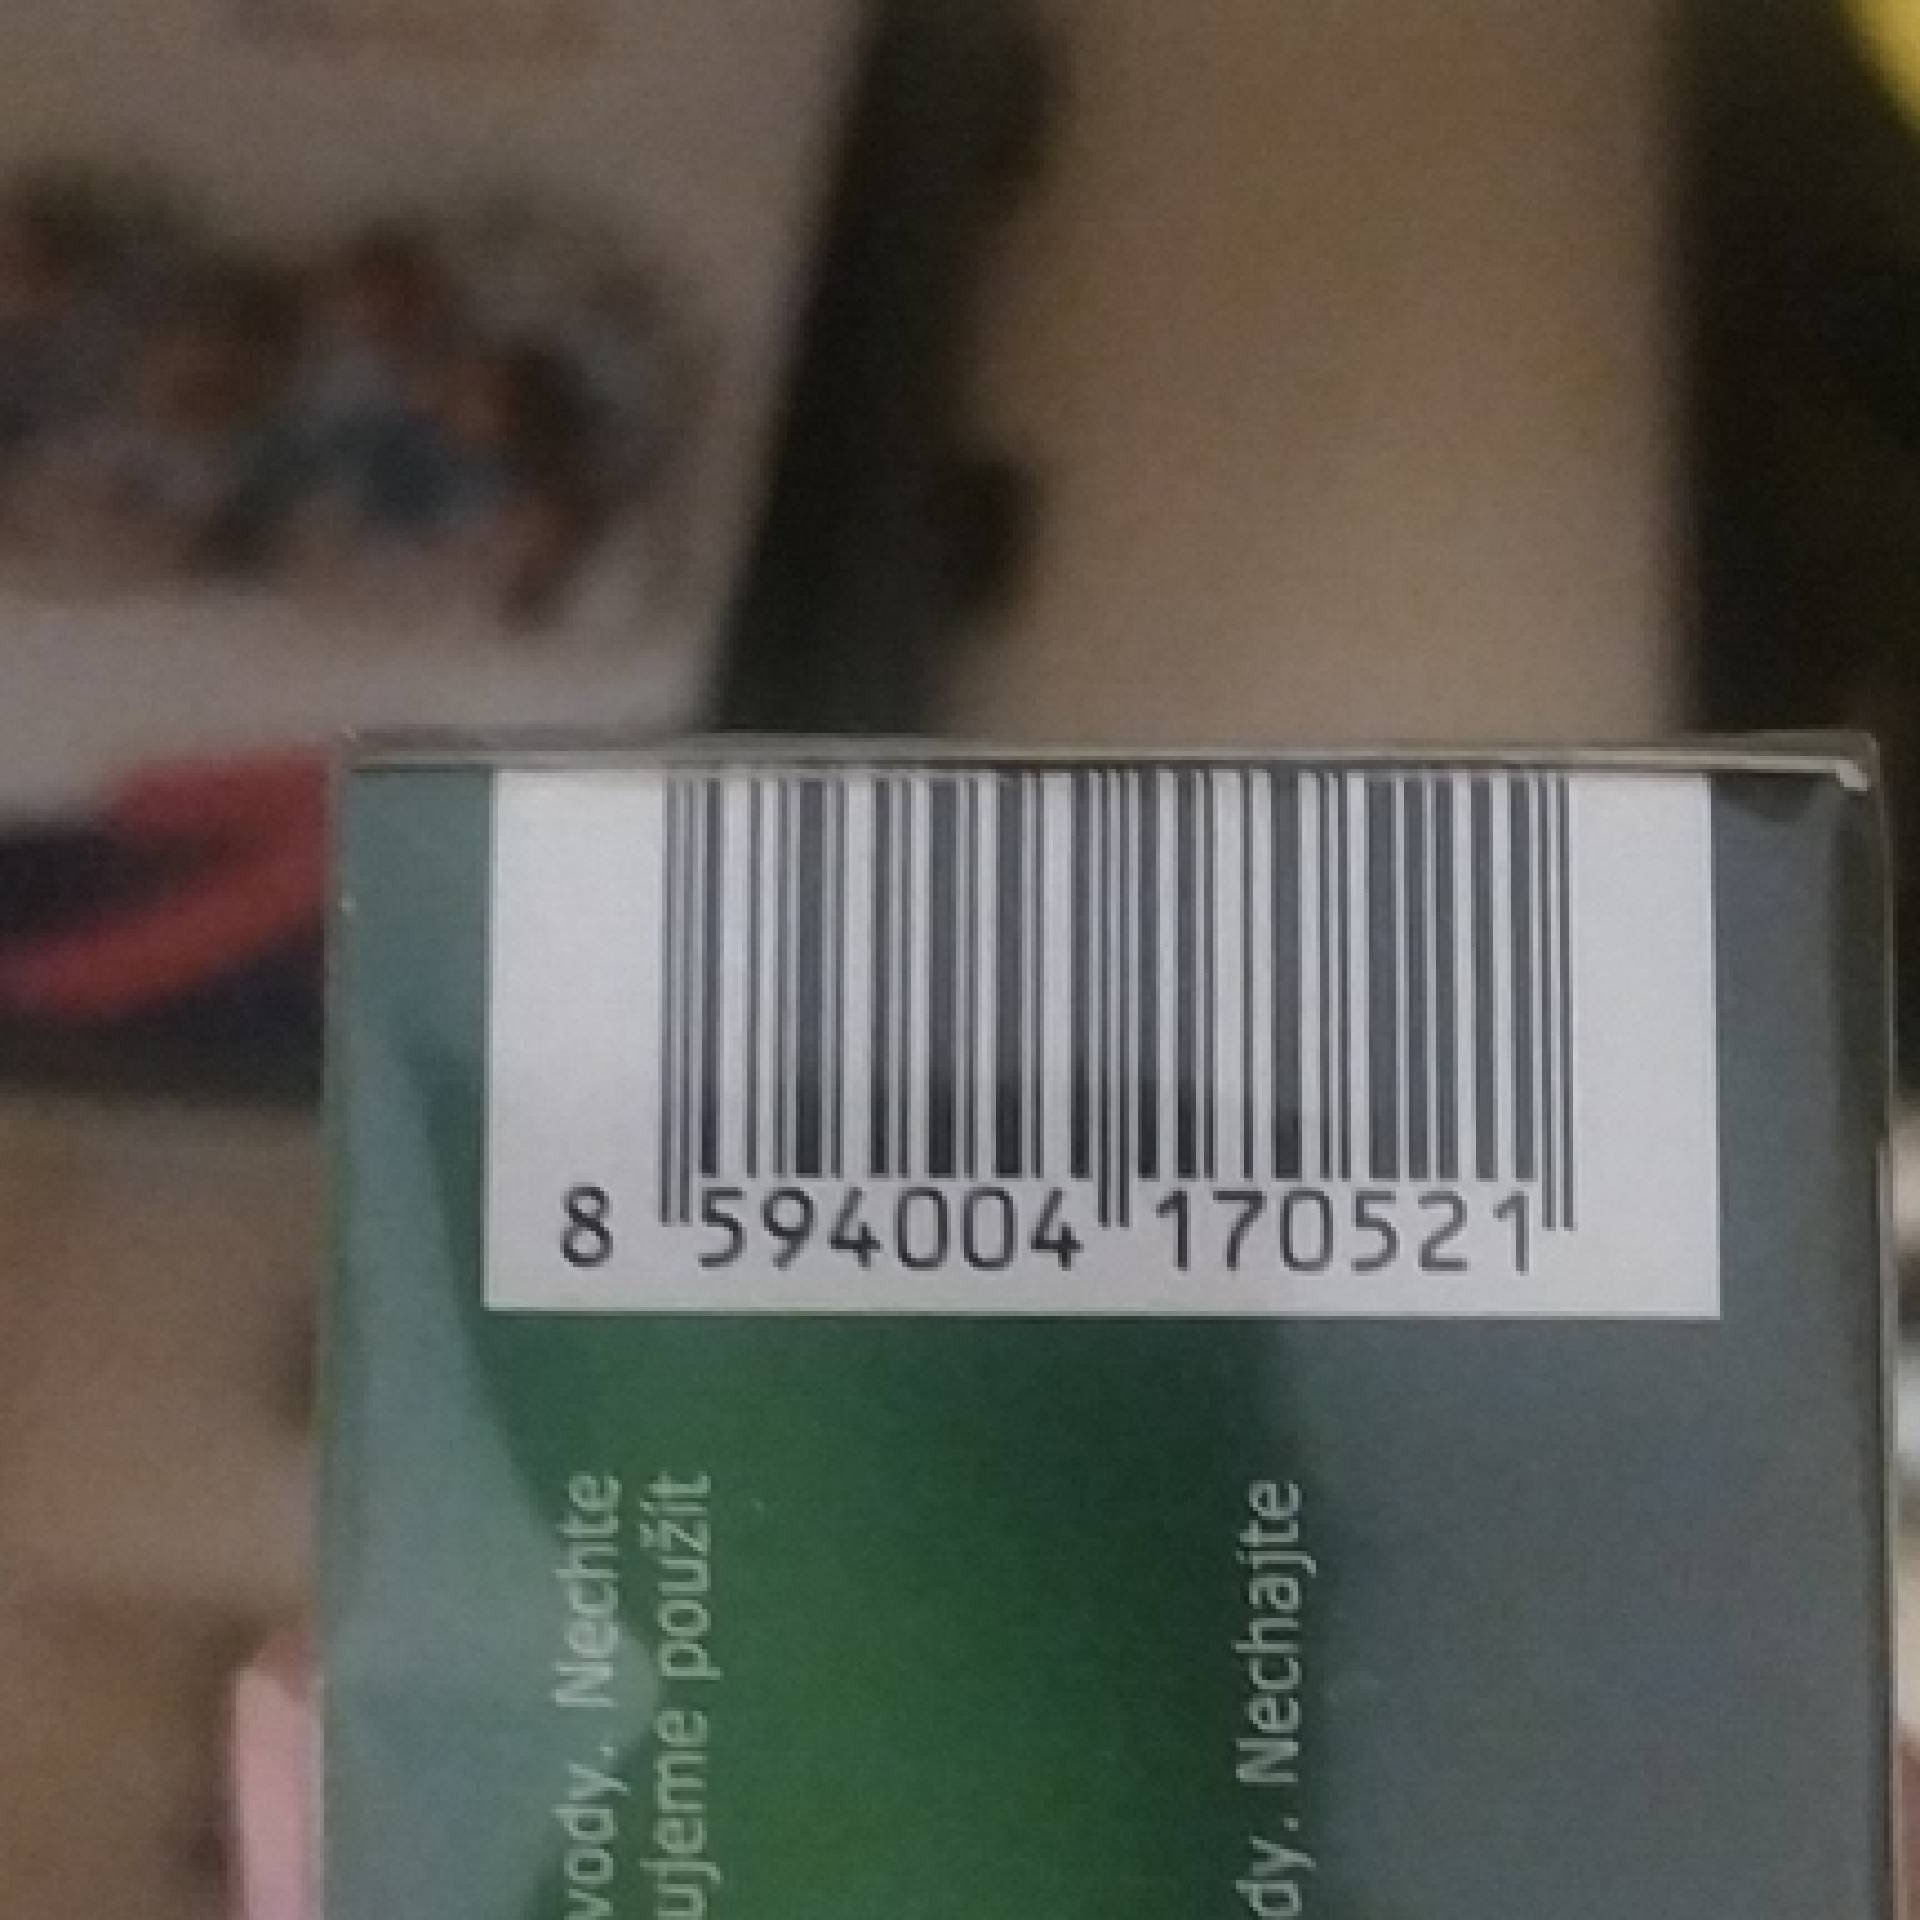 8 594004 170521
vody. Nechte
ujeme použít
dy. Nechajte